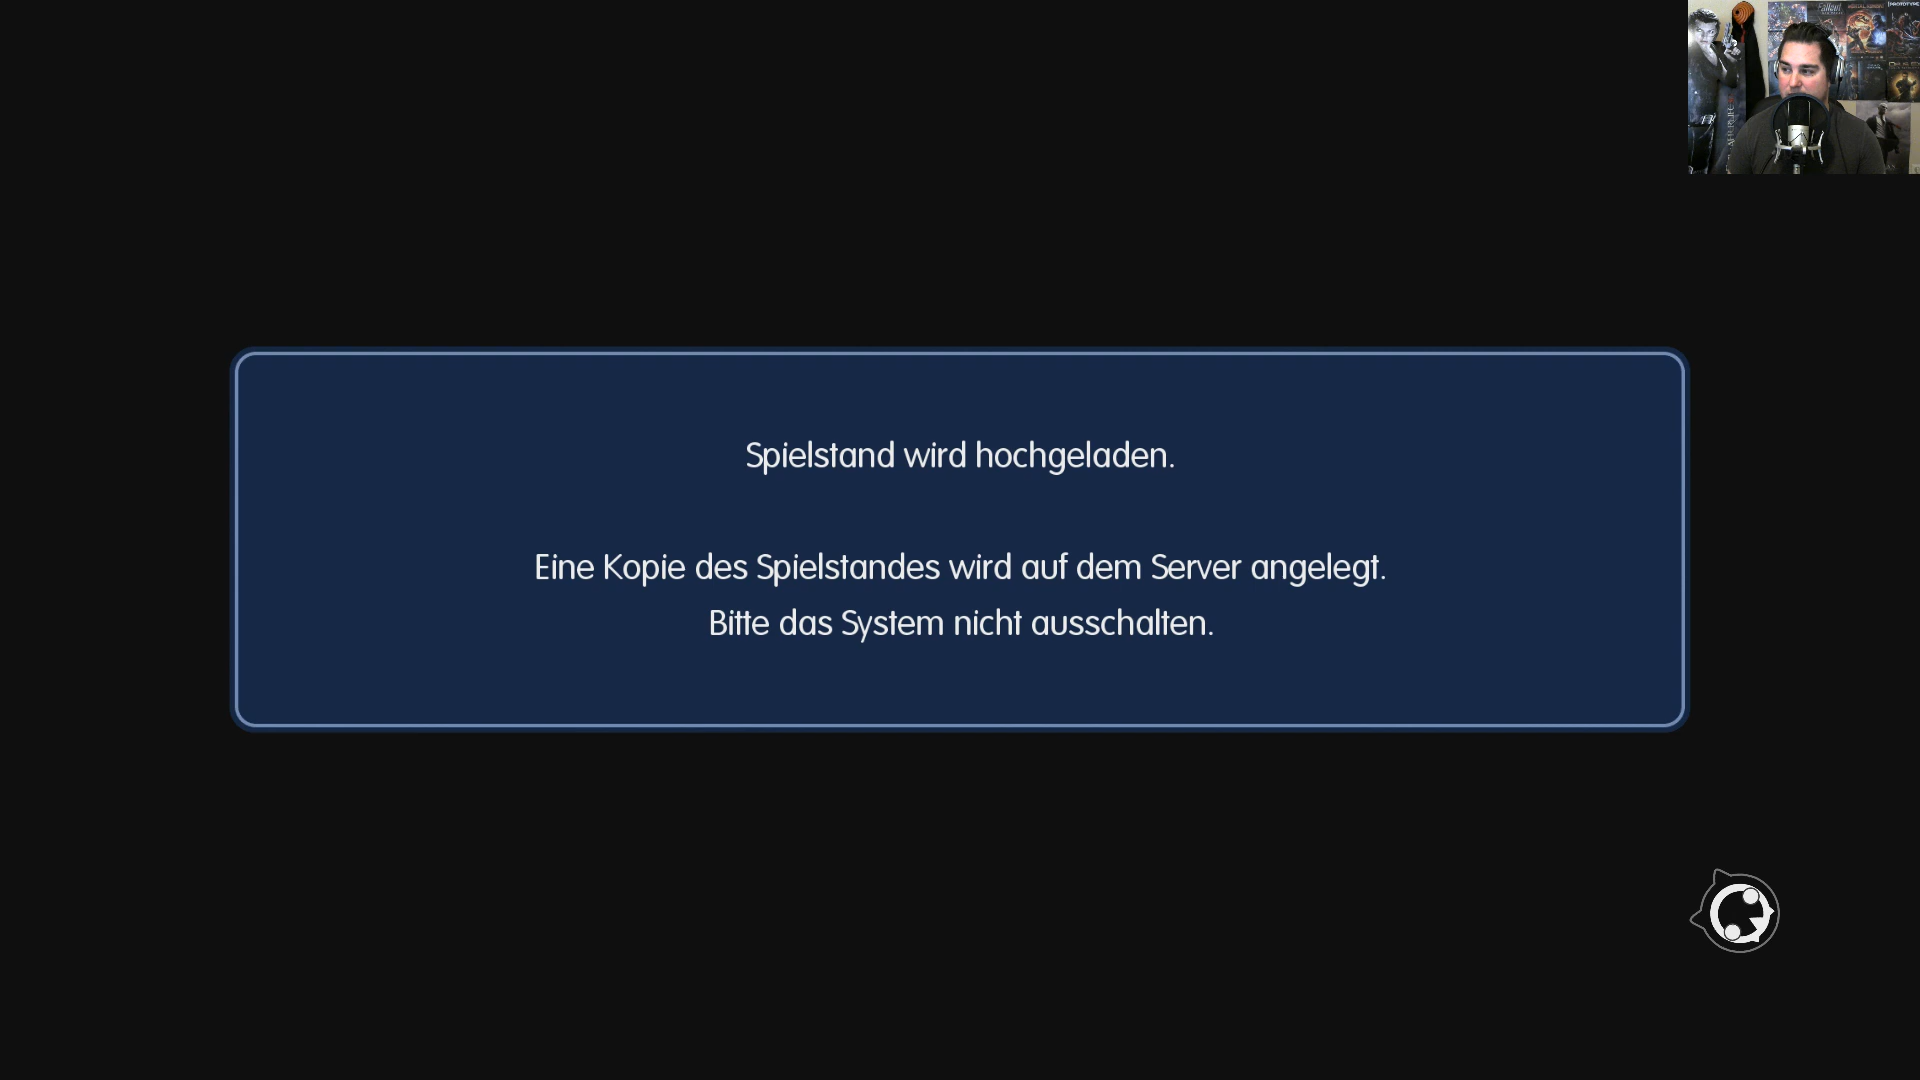 Spielstand wird hochgeladen.
Eine Kopie des Spielstandes wird auf dem Server angelegt.
Bitte das System nicht ausschalten.